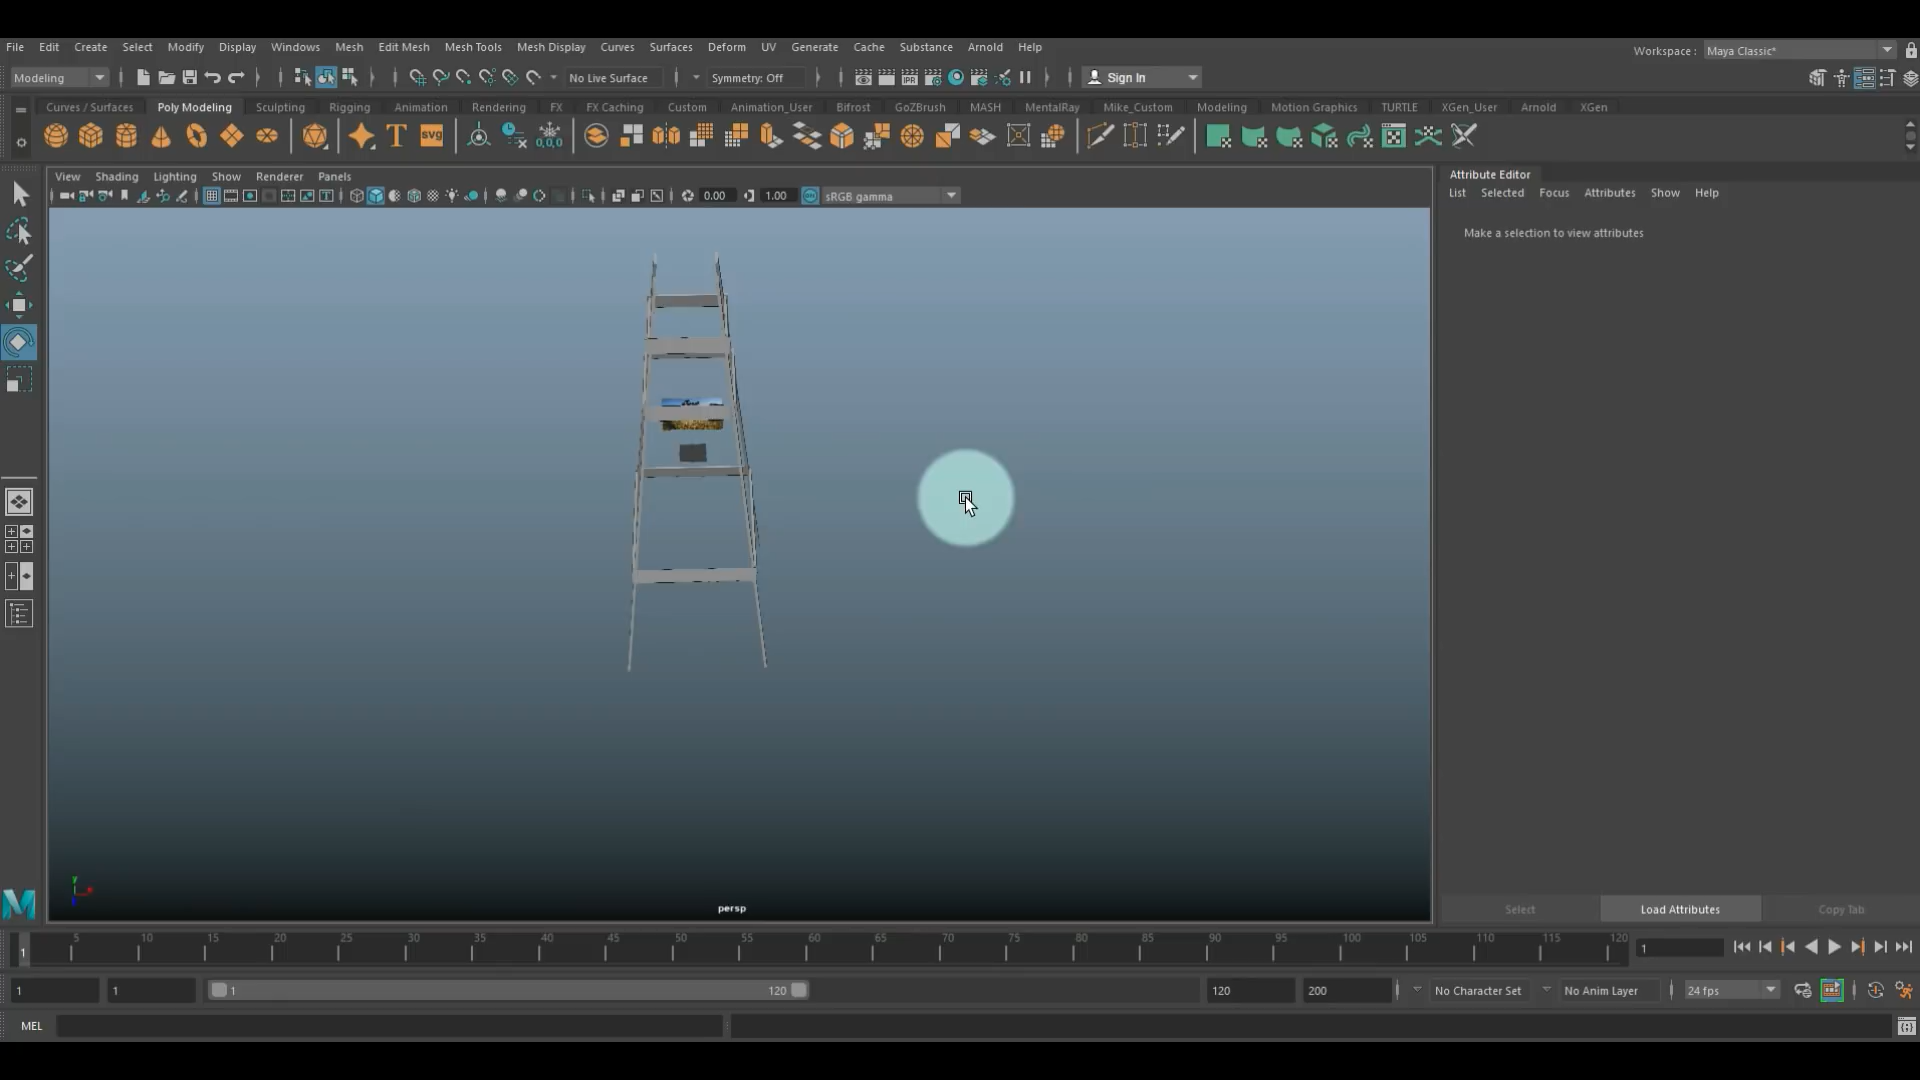 File Edit Create Select Modify Display Windows Mesh Edit Mesh Mesh Tools Mesh Display Curves Surfaces Deform UV Generate Cache Substance Arnold Help
Workspace : Maya Classic*
Modeling No Live Surface Symmetry: Off IPR Sign In
Curves / Surfaces Poly Modeling Sculpting Rigging Animation Rendering FX FX Caching Custom Animation_User Bifrost GoZBrush MASH MentalRay Mike_Custom Modeling Motion Graphics TURTLE XGen_User Arnold XGen
T SVG 0,0,0
View Shading Lighting Show Renderer Panels
0.00 1.00 sRGB gamma
Attribute Editor
List Selected Focus Attributes Show Help
Make a selection to view attributes
y
persp
Select Load Attributes Copy Tab
1 5 10 15 20 25 30 35 40 45 50 55 60 65 70 75 80 85 90 95 100 105 110 115 120 1
1 1 1 120 120 200 No Character Set No Anim Layer 24 fps
MEL